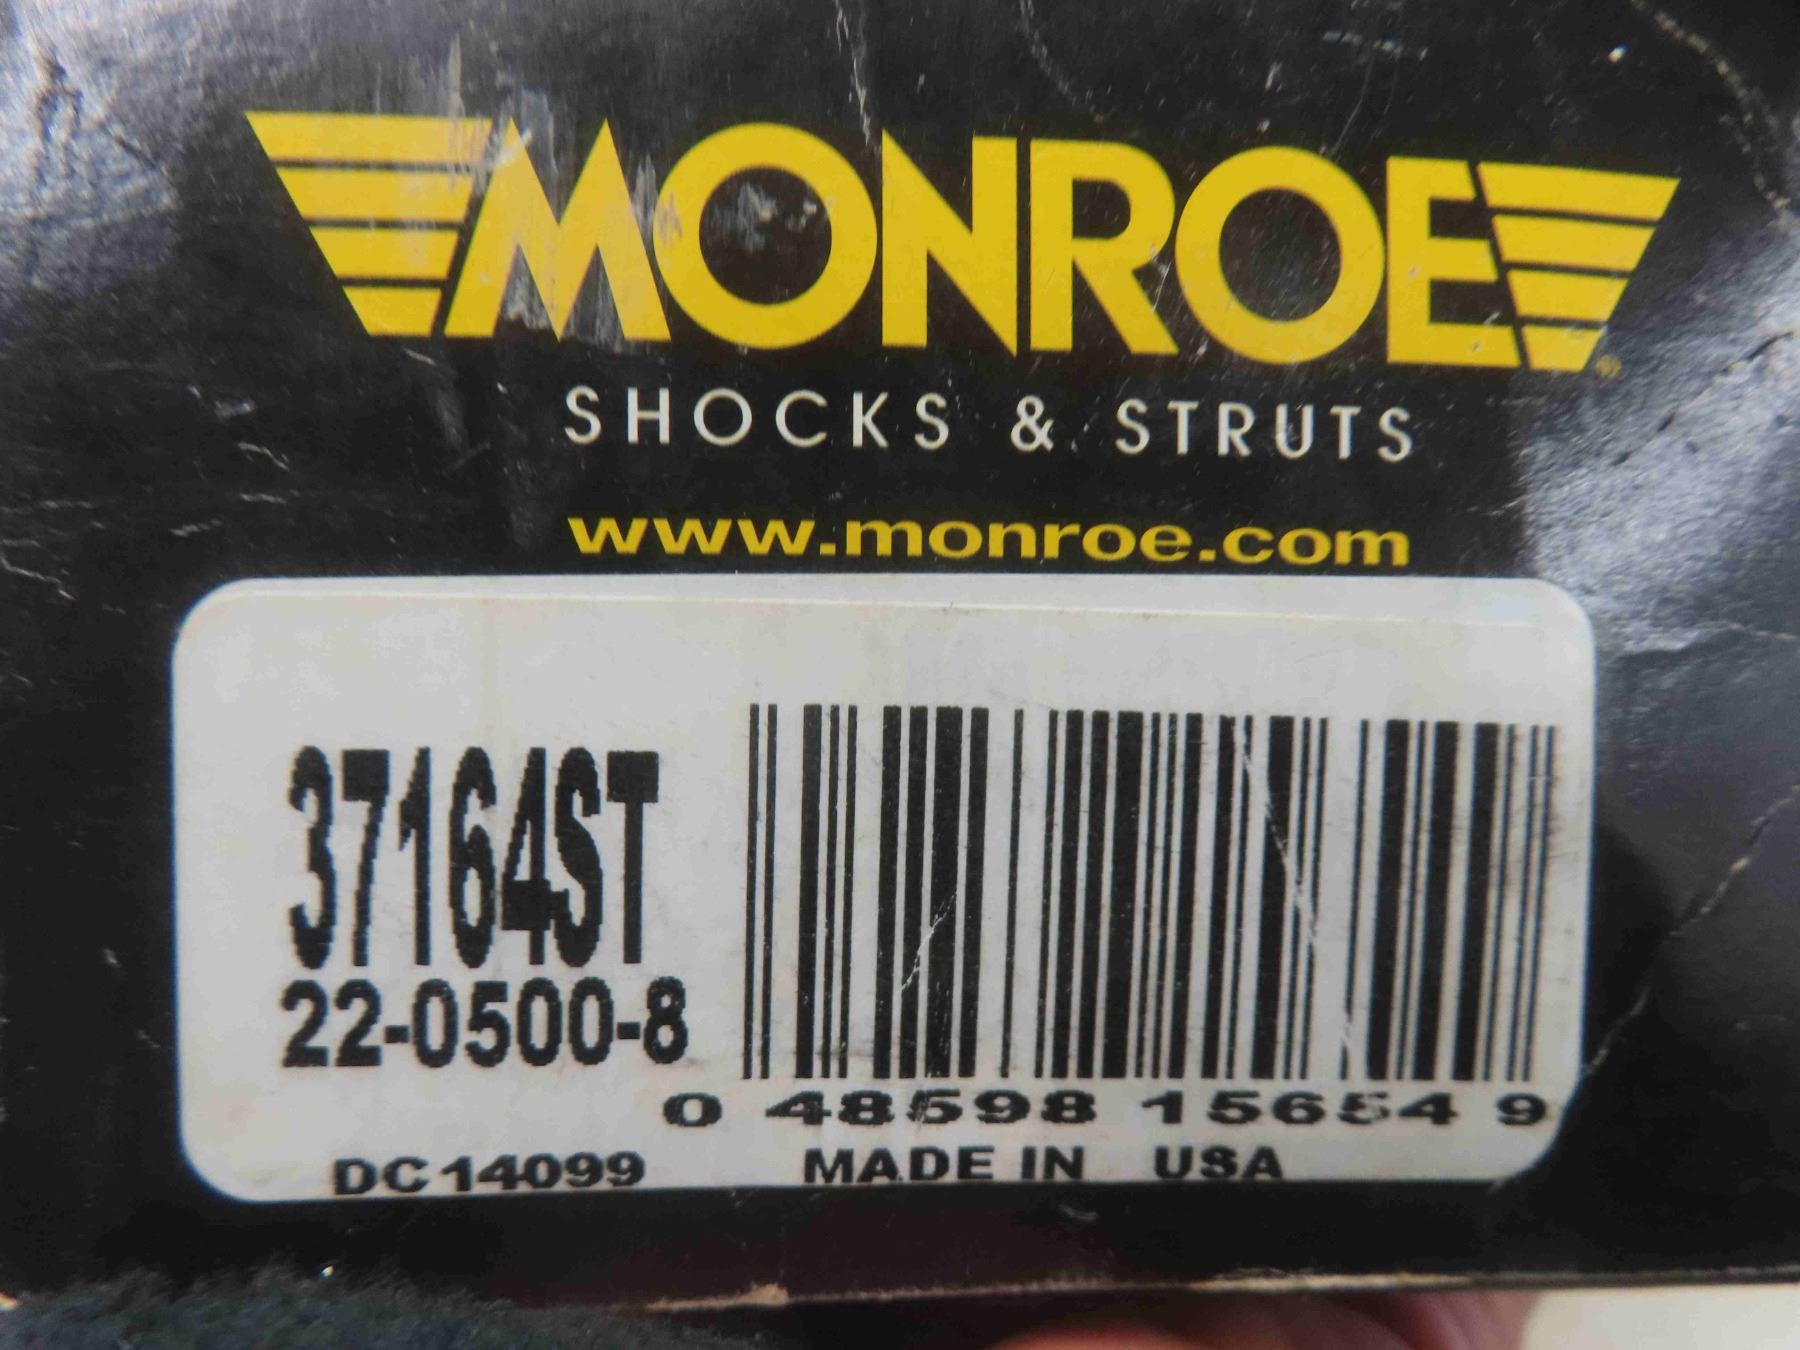 MONROE®
SHOCKS & STRUTS
www.monroe.com
37164ST
22-0500-8
0 48598 15654 9
DC14099 MADE IN USA